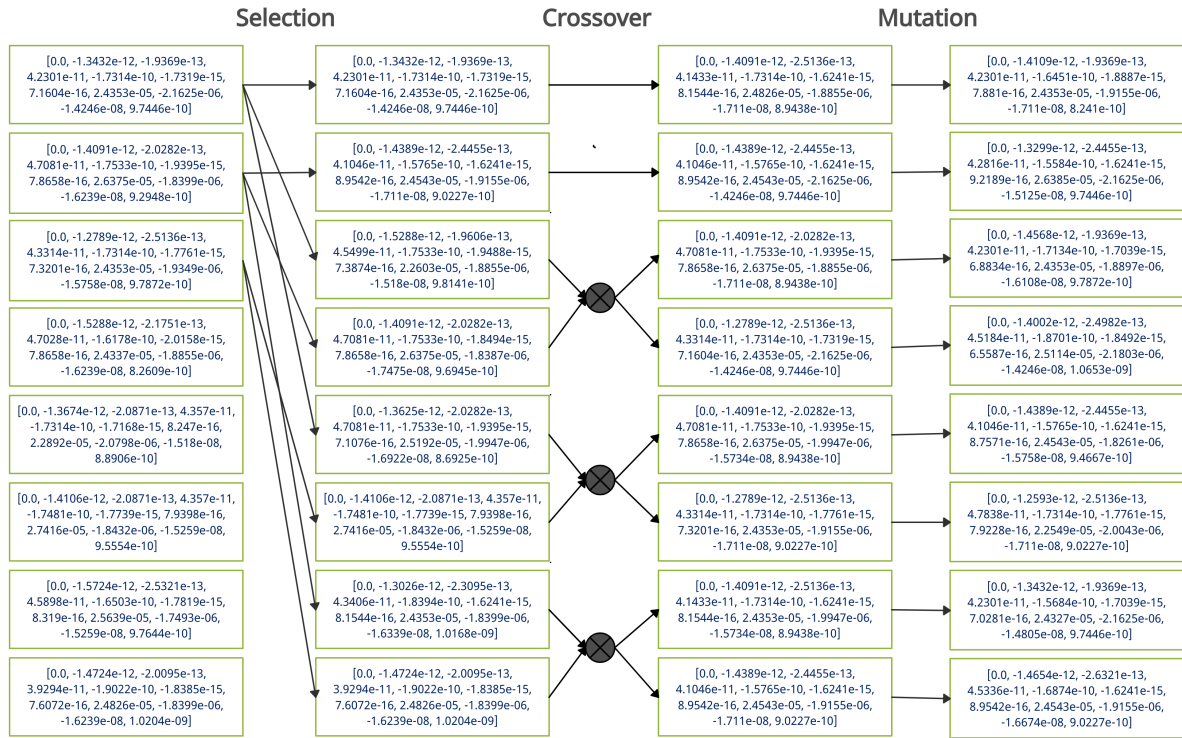 Selection Crossover Mutation
[0.0, -1.3432e-12, -1.9369e-13,
4.2301e-11, -1.7314e-10, -1.7319e-15,
7.1604e-16, 2.4353e-05, -2.1625e-06,
-1.4246e-08, 9.7446e-10]
[0.0, -1.4091e-12, -2.0282e-13,
4.7081e-11, -1.7533e-10, -1.9395e-15,
7.8658e-16, 2.6375e-05, -1.8399e-06,
-1.6239e-08, 9.2948e-10]
[0.0, -1.2789e-12, -2.5136e-13,
4.3314e-11, -1.7314e-10, -1.7761e-15,
7.3201e-16, 2.4353e-05, -1.9349e-06,
-1.5758e-08, 9.7872e-10]
[0.0, -1.5288e-12, -2.1751e-13,
4.7028e-11, -1.6178e-10, -2.0158e-15,
7.8658e-16, 2.4337e-05, -1.8855e-06,
-1.6239e-08, 8.2609e-10]
[0.0, -1.3674e-12, -2.0871e-13, 4.357e-11,
-1.7314e-10, -1.7168e-15, 8.247e-16,
2.2892e-05, -2.0798e-06, -1.518e-08,
8.8906e-10]
[0.0, -1.4106e-12, -2.0871e-13, 4.357e-11,
-1.7481e-10, -1.7739e-15, 7.9398e-16,
2.7416e-05, -1.8432e-06, -1.5259e-08,
9.5554e-10]
[0.0, -1.5724e-12, -2.5321e-13,
4.5898e-11, -1.6503e-10, -1.7819e-15,
8.319e-16, 2.5639e-05, -1.7493e-06,
-1.5259e-08, 9.7644e-10]
[0.0, -1.4724e-12, -2.0095e-13,
3.9294e-11, -1.9022e-10, -1.8385e-15,
7.6072e-16, 2.4826e-05, -1.8399e-06,
-1.6239e-08, 1.0204e-09]
[0.0, -1.3432e-12, -1.9369e-13,
4.2301e-11, -1.7314e-10, -1.7319e-15,
7.1604e-16, 2.4353e-05, -2.1625e-06,
-1.4246e-08, 9.7446e-10]
[0.0, -1.4389e-12, -2.4455e-13,
4.1046e-11, -1.5765e-10, -1.6241e-15,
8.9542e-16, 2.4543e-05, -1.9155e-06,
-1.711e-08, 9.0227e-10]
[0.0, -1.5288e-12, -1.9606e-13,
4.5499e-11, -1.7533e-10, -1.9488e-15,
7.3874e-16, 2.2603e-05, -1.8855e-06,
-1.518e-08, 9.8141e-10]
[0.0, -1.4091e-12, -2.0282e-13,
4.7081e-11, -1.7533e-10, -1.8494e-15,
7.8658e-16, 2.6375e-05, -1.8387e-06,
-1.7475e-08, 9.6945e-10]
[0.0, -1.3625e-12, -2.0282e-13,
4.7081e-11, -1.7533e-10, -1.9395e-15,
7.1076e-16, 2.5192e-05, -1.9947e-06,
-1.6922e-08, 8.6925e-10]
[0.0, -1.4106e-12, -2.0871e-13, 4.357e-11,
-1.7481e-10, -1.7739e-15, 7.9398e-16,
2.7416e-05, -1.8432e-06, -1.5259e-08,
9.5554e-10]
[0.0, -1.3026e-12, -2.3095e-13,
4.3406e-11, -1.8394e-10, -1.6241e-15,
8.1544e-16, 2.4353e-05, -1.8399e-06,
-1.6339e-08, 1.0168e-09]
[0.0, -1.4724e-12, -2.0095e-13,
3.9294e-11, -1.9022e-10, -1.8385e-15,
7.6072e-16, 2.4826e-05, -1.8399e-06,
-1.6239e-08, 1.0204e-09]
[0.0, -1.4091e-12, -2.5136e-13,
4.1433e-11, -1.7314e-10, -1.6241e-15,
8.1544e-16, 2.4826e-05, -1.8855e-06,
-1.711e-08, 8.9438e-10]
[0.0, -1.4389e-12, -2.4455e-13,
4.1046e-11, -1.5765e-10, -1.6241e-15,
8.9542e-16, 2.4543e-05, -2.1625e-06,
-1.4246e-08, 9.7446e-10]
[0.0, -1.4091e-12, -2.0282e-13,
4.7081e-11, -1.7533e-10, -1.9395e-15,
7.8658e-16, 2.6375e-05, -1.8855e-06,
-1.711e-08, 8.9438e-10]
[0.0, -1.2789e-12, -2.5136e-13,
4.3314e-11, -1.7314e-10, -1.7319e-15,
7.1604e-16, 2.4353e-05, -2.1625e-06,
-1.4246e-08, 9.7446e-10]
[0.0, -1.4091e-12, -2.0282e-13,
4.7081e-11, -1.7533e-10, -1.9395e-15,
7.8658e-16, 2.6375e-05, -1.9947e-06,
-1.5734e-08, 8.9438e-10]
[0.0, -1.2789e-12, -2.5136e-13,
4.3314e-11, -1.7314e-10, -1.7761e-15,
7.3201e-16, 2.4353e-05, -1.9155e-06,
-1.711e-08, 9.0227e-10]
[0.0, -1.4091e-12, -2.5136e-13,
4.1433e-11, -1.7314e-10, -1.6241e-15,
8.1544e-16, 2.4353e-05, -1.9947e-06,
-1.5734e-08, 8.9438e-10]
[0.0, -1.4389e-12, -2.4455e-13,
4.1046e-11, -1.5765e-10, -1.6241e-15,
8.9542e-16, 2.4543e-05, -1.9155e-06,
-1.711e-08, 9.0227e-10]
[0.0, -1.4109e-12, -1.9369e-13,
4.2301e-11, -1.6451e-10, -1.8887e-15,
7.881e-16, 2.4353e-05, -1.9155e-06,
-1.711e-08, 8.241e-10]
[0.0, -1.3299e-12, -2.4455e-13,
4.2816e-11, -1.5584e-10, -1.6241e-15,
9.2189e-16, 2.6385e-05, -2.1625e-06,
-1.5125e-08, 9.7446e-10]
[0.0, -1.4568e-12, -1.9369e-13,
4.2301e-11, -1.7134e-10, -1.7039e-15,
6.8834e-16, 2.4353e-05, -1.8897e-06,
-1.6108e-08, 9.7872e-10]
[0.0, -1.4002e-12, -2.4982e-13,
4.5184e-11, -1.8701e-10, -1.8492e-15,
6.5587e-16, 2.5114e-05, -2.1803e-06,
-1.4246e-08, 1.0653e-09]
[0.0, -1.4389e-12, -2.4455e-13,
4.1046e-11, -1.5765e-10, -1.6241e-15,
8.7571e-16, 2.4543e-05, -1.8261e-06,
-1.5758e-08, 9.4667e-10]
[0.0, -1.2593e-12, -2.5136e-13,
4.7838e-11, -1.7314e-10, -1.7761e-15,
7.9228e-16, 2.2549e-05, -2.0043e-06,
-1.711e-08, 9.0227e-10]
[0.0, -1.3432e-12, -1.9369e-13,
4.2301e-11, -1.5684e-10, -1.7039e-15,
7.0281e-16, 2.4327e-05, -2.1625e-06,
-1.4805e-08, 9.7446e-10]
[0.0, -1.4654e-12, -2.6321e-13,
4.5336e-11, -1.6874e-10, -1.6241e-15,
8.9542e-16, 2.4543e-05, -1.9155e-06,
-1.6674e-08, 9.0227e-10]